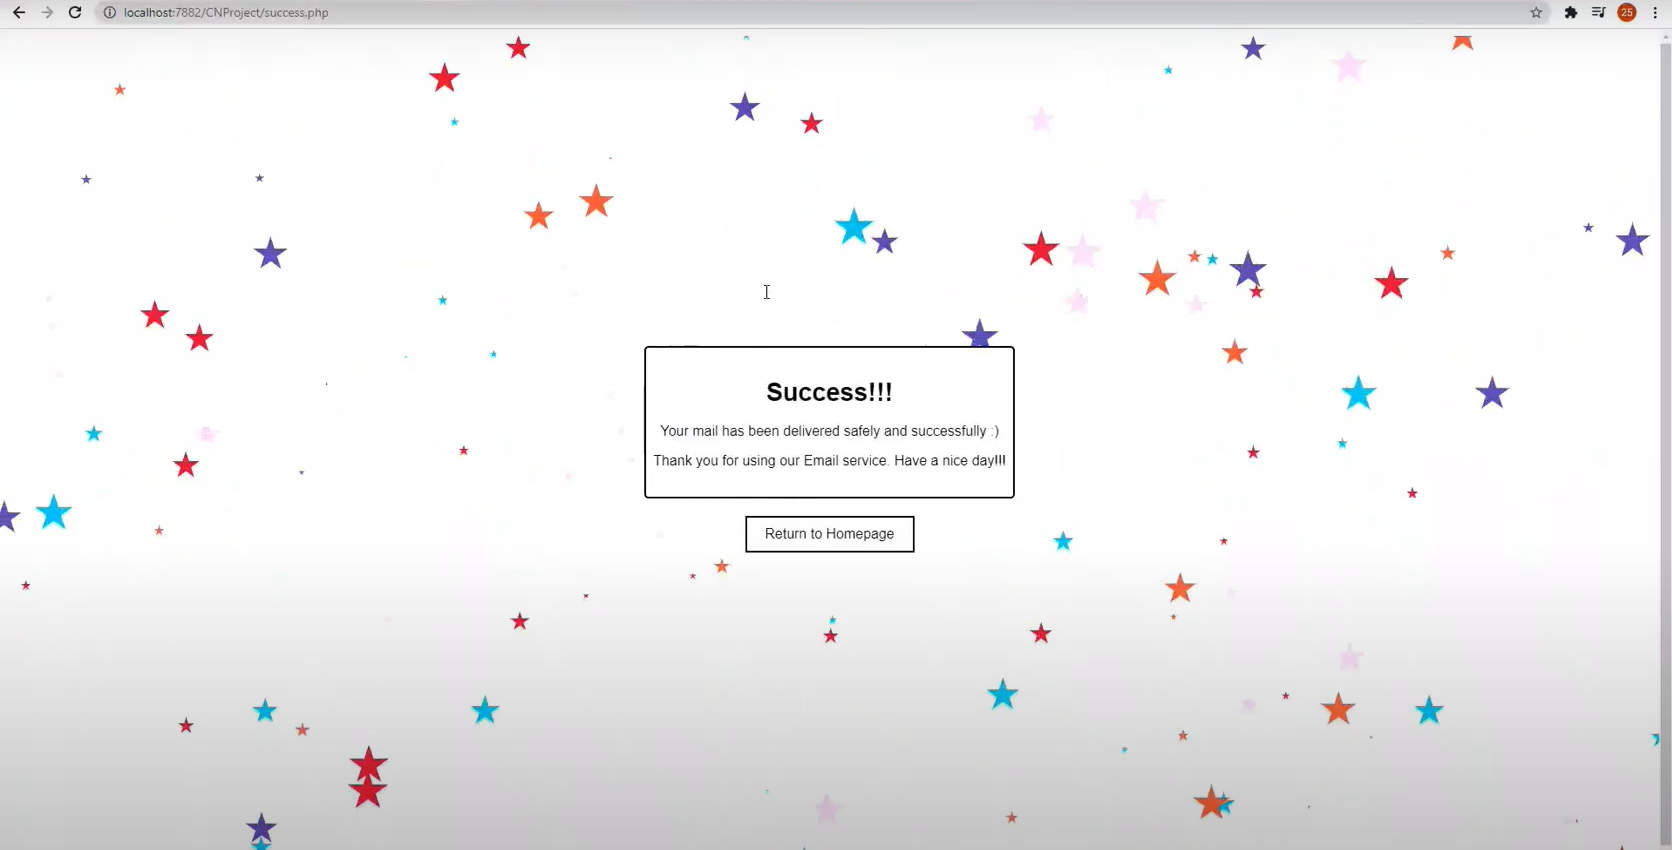 localhost:7882/CNProject/success.php
25
Success!!!
Your mail has been delivered safely and successfully :)
Thank you for using our Email service. Have a nice day!!!
Return to Homepage